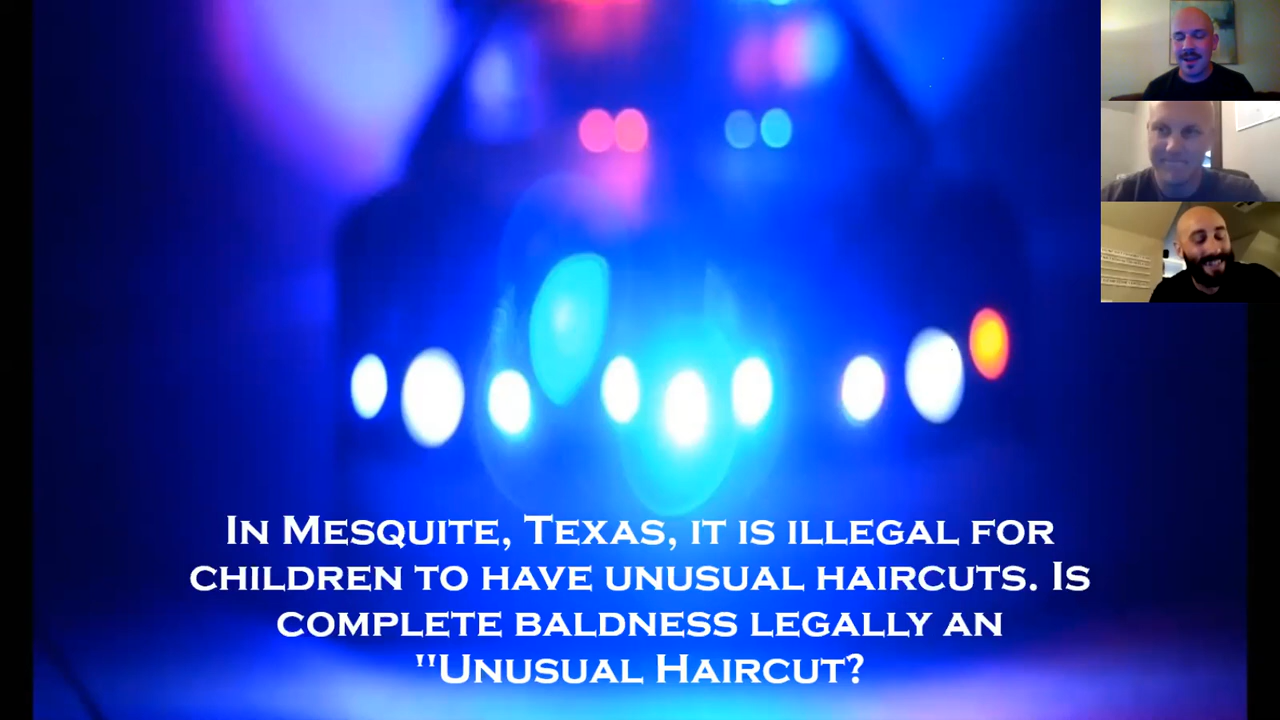 In Mesquite, Texas, it is illegal for
children to have unusual haircuts. Is
complete baldness legally an
"Unusual Haircut?